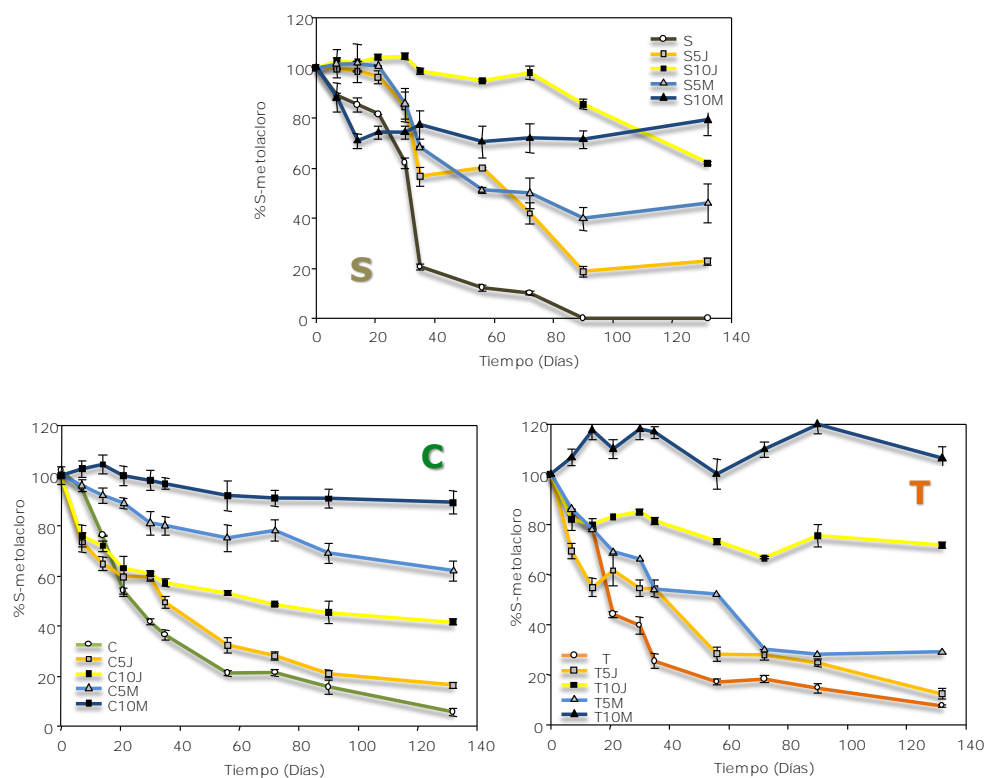 120
100
80
60
40
20
0
%S-metolacloro
S
S5J
S10J
S5M
S10M
S
0 20 40 60 80 100 120 140
Tiempo (Días)
120
100
80
60
40
20
0
%S-metolacloro
C
C
C5J
C10J
C5M
C10M
0 20 40 60 80 100 120 140
Tiempo (Días)
120
100
80
60
40
20
0
%S-metolacloro
T
T
T5J
T10J
T5M
T10M
0 20 40 60 80 100 120 140
Tiempo (Días)